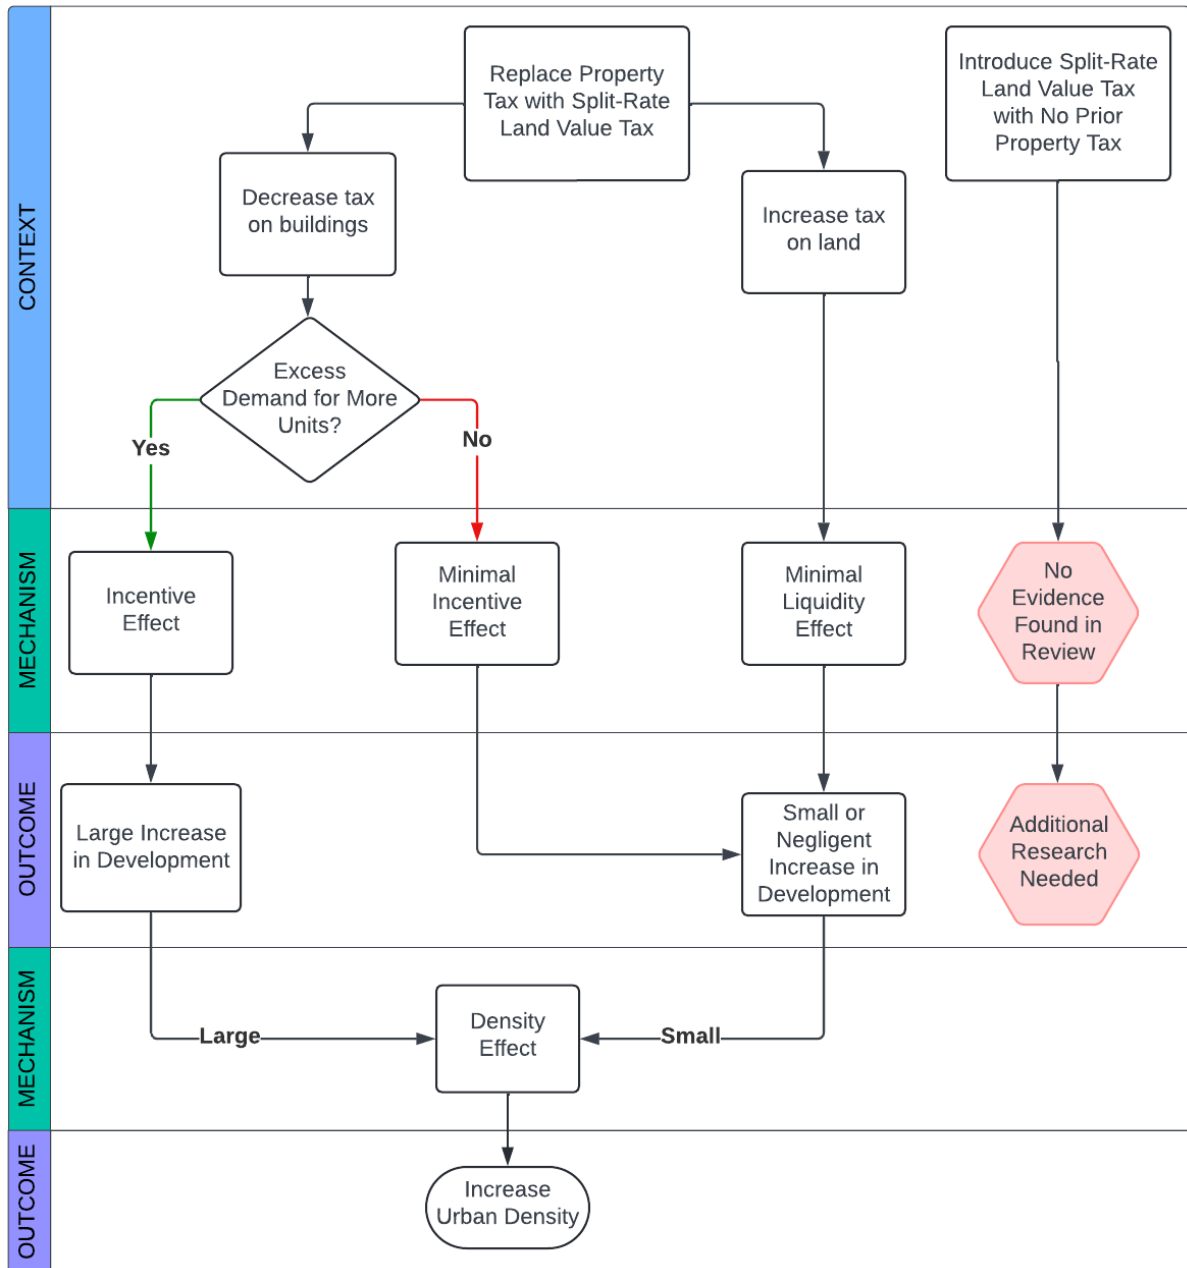 CONTEXT
Replace Property
Tax with Split-Rate
Land Value Tax
Introduce Split-Rate
Land Value Tax
with No Prior
Property Tax
Decrease tax
on buildings
Increase tax
on land
Excess
Demand for More
Units?
Yes
No
MECHANISM
Incentive
Effect
Minimal
Incentive
Effect
Minimal
Liquidity
Effect
No
Evidence
Found in
Review
OUTCOME
Large Increase
in Development
Small or
Negligent
Increase in
Development
Additional
Research
Needed
MECHANISM
Large
Density
Effect
Small
OUTCOME
Increase
Urban Density